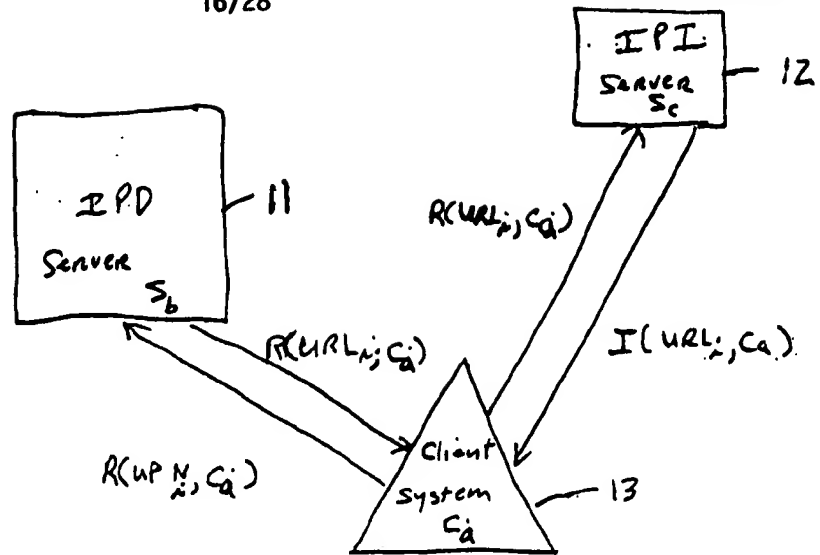 16/28
IPI
SERVER
Sc
12
IPD
SERVER
Sb
11
R(URLi, Ca)
R(URLi, Ca)
I(URLi, Ca)
R(UPNi, Ca)
Client
System
Ca
13